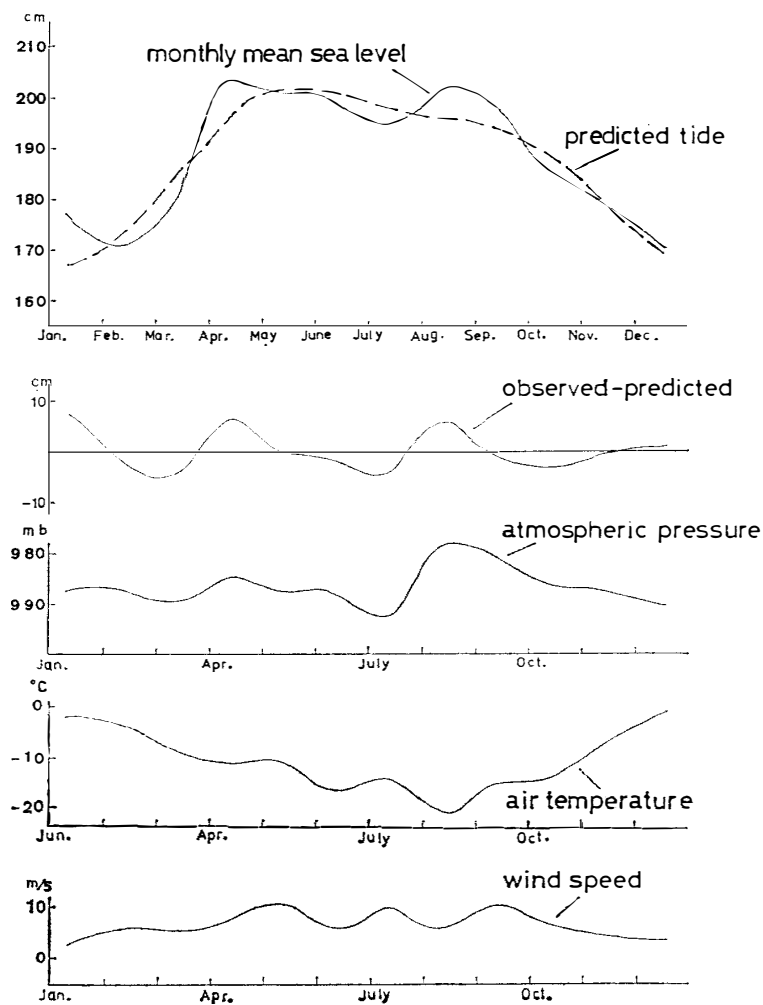 cm
210
monthly mean sea level
200
predicted tide
190
180
170
160
Jan. Feb. Mar. Apr. May June July Aug. Sep. Oct. Nov. Dec.
cm
10
observed-predicted
-10
mb
atmospheric pressure
980
990
Jan. Apr. July Oct.
°C
0
-10
air temperature
-20
Jun. Apr. July Oct.
m/s
wind speed
10
0
Jan. Apr. July Oct.